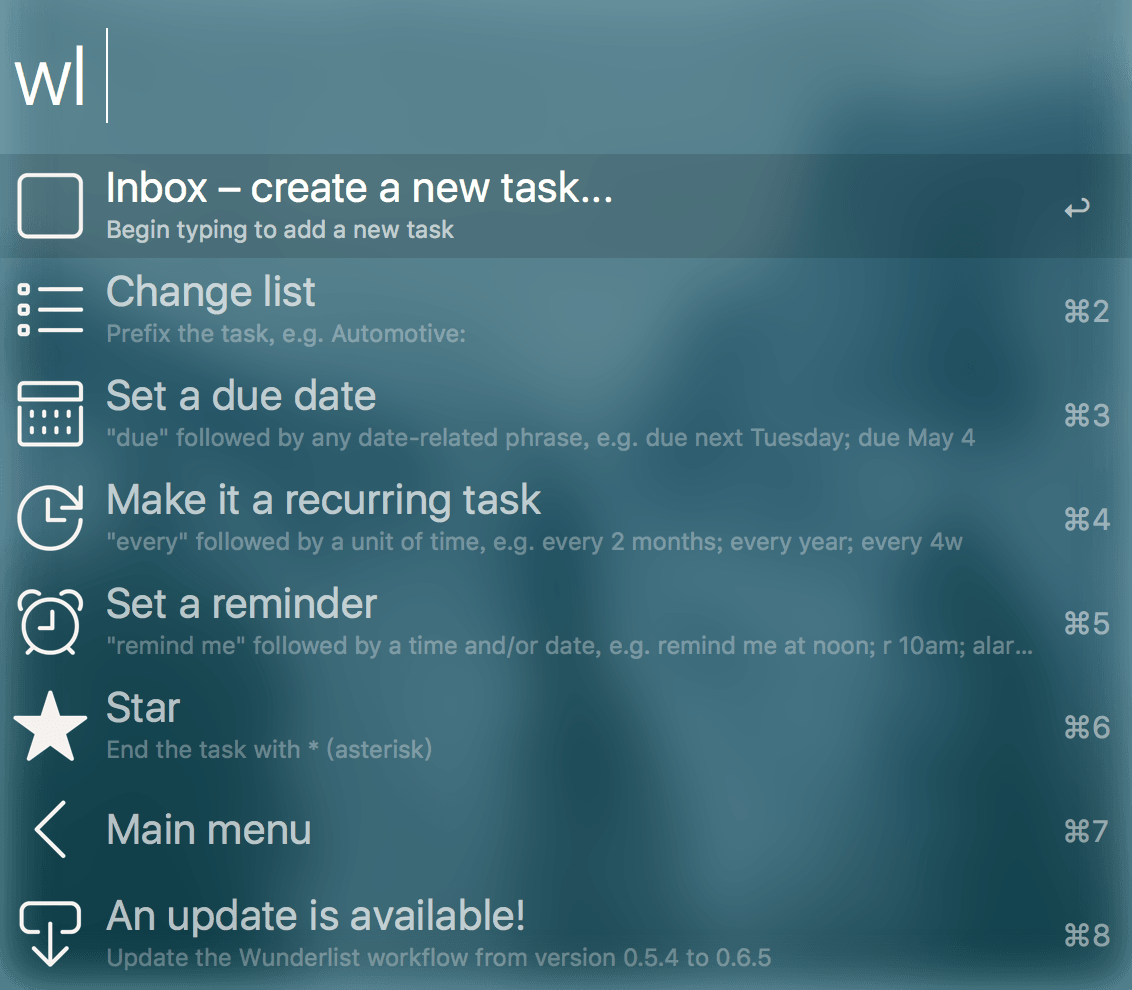 wl
Inbox – create a new task...
Begin typing to add a new task
↩
Change list
Prefix the task, e.g. Automotive:
⌘2
Set a due date
"due" followed by any date-related phrase, e.g. due next Tuesday; due May 4
⌘3
Make it a recurring task
"every" followed by a unit of time, e.g. every 2 months; every year; every 4w
⌘4
Set a reminder
"remind me" followed by a time and/or date, e.g. remind me at noon; r 10am; alar...
⌘5
Star
End the task with * (asterisk)
⌘6
Main menu
⌘7
An update is available!
Update the Wunderlist workflow from version 0.5.4 to 0.6.5
⌘8